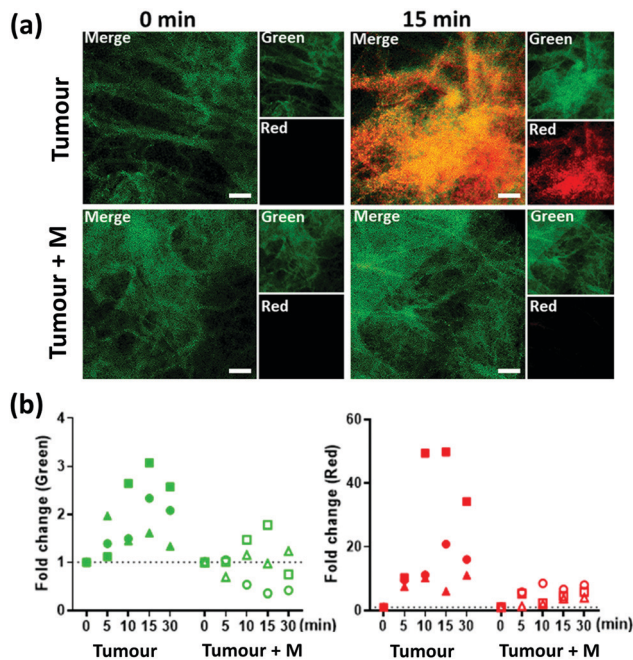 (a)
0 min
15 min
Tumour
Merge
Green
Red
Merge
Green
Red
Tumour + M
Merge
Green
Red
Merge
Green
Red
(b)
Fold change (Green)
4
3
2
1
0
0 5 10 15 30 0 5 10 15 30 (min)
Tumour Tumour + M
Fold change (Red)
60
40
20
0
0 5 10 15 30 0 5 10 15 30 (min)
Tumour Tumour + M